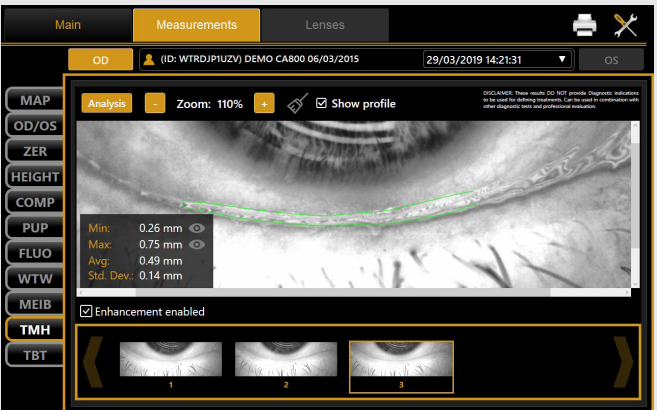 Main Measurements Lenses
OD (ID: WTRDJP1UZV) DEMO CA800 06/03/2015 29/03/2019 14:21:31 OS
MAP
OD/OS
ZER
HEIGHT
COMP
PUP
FLUO
WTW
MEIB
TMH
TBT
Analysis - Zoom: 110% + Show profile
DISCLAIMER: These results DO NOT provide Diagnostic indications
to be used for defining treatments. Can be used in combination with
other diagnostic tests and professional evaluation.
Min: 0.26 mm
Max: 0.75 mm
Avg: 0.49 mm
Std. Dev.: 0.14 mm
Enhancement enabled
1 2 3